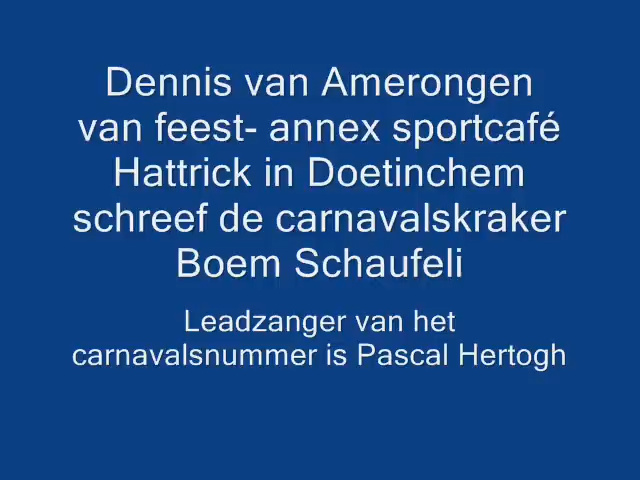 Dennis van Amerongen
van feest- annex sportcafé
Hattrick in Doetinchem
schreef de carnavalskraker
Boem Schaufeli
Leadzanger van het
carnavalsnummer is Pascal Hertogh